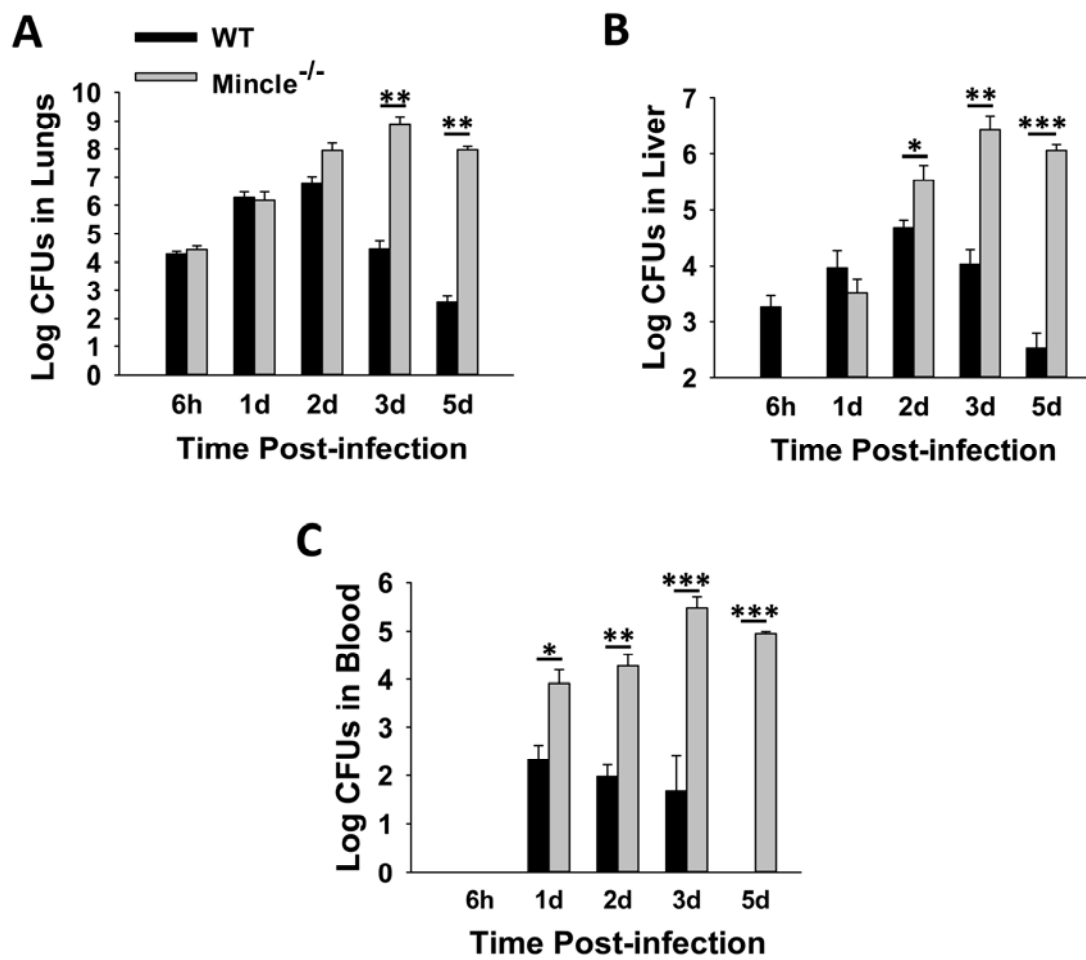 A
WT
Mincle-/-
Log CFUs in Lungs
10
9
8
7
6
5
4
3
2
1
0
** **
6h 1d 2d 3d 5d
Time Post-infection
B
Log CFUs in Liver
7
6
5
4
3
2
* ** ***
6h 1d 2d 3d 5d
Time Post-infection
C
Log CFUs in Blood
6
5
4
3
2
1
0
* ** *** ***
6h 1d 2d 3d 5d
Time Post-infection